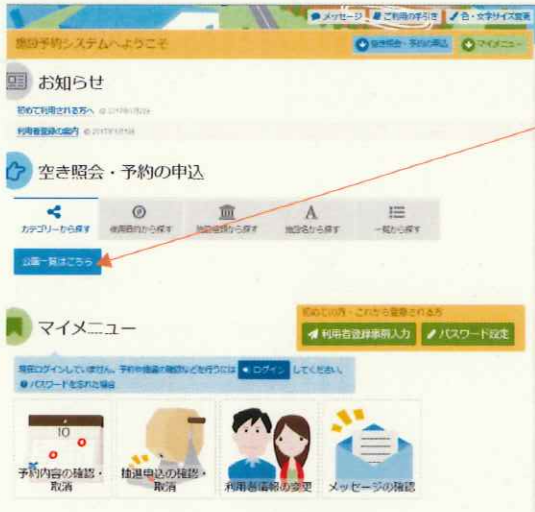 メッセージ ご利用の手引き 色・文字サイズ変更
施設予約システムへようこそ
空き照会・予約の申込 マイメニュー
お知らせ
初めて利用される方へ
利用者登録の案内
空き照会・予約の申込
カテゴリーから探す 使用目的から探す 施設種類から探す 施設名から探す 一覧から探す
公園一覧はこちら
初めての方・これから登録される方
マイメニュー
利用者登録事前入力 パスワード設定
現在ログインしていません。予約や抽選の確認などを行うには ログイン してください。
パスワードを忘れた場合
10
予約内容の確認・取消
抽選申込の確認・取消
利用者情報の変更
メッセージの確認